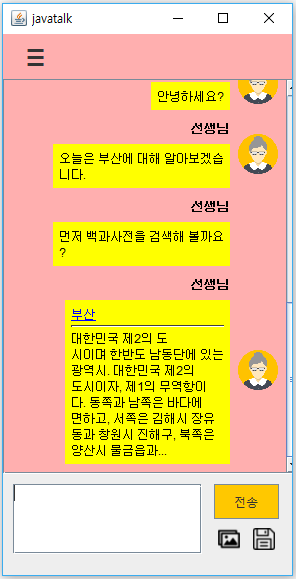 javatalk
안녕하세요?
선생님
오늘은 부산에 대해 알아보겠습
니다.
선생님
먼저 백과사전을 검색해 볼까요
?
선생님
부산
대한민국 제2의 도
시이며 한반도 남동단에 있는
광역시. 대한민국 제2의
도시이자, 제1의 무역항이
다. 동쪽과 남쪽은 바다에
면하고, 서쪽은 김해시 장유
동과 창원시 진해구, 북쪽은
양산시 물금읍과...
전송